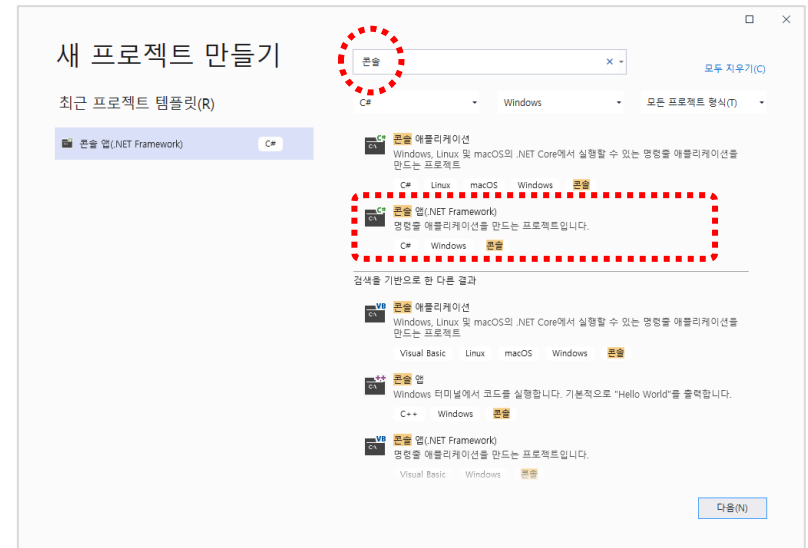 새 프로젝트 만들기
콘솔
모두 지우기(C)
최근 프로젝트 템플릿(R)
C# Windows 모든 프로젝트 형식(T)
콘솔 앱(.NET Framework) C#
콘솔 애플리케이션
Windows, Linux 및 macOS의 .NET Core에서 실행할 수 있는 명령줄 애플리케이션을
만드는 프로젝트
C# Linux macOS Windows 콘솔
콘솔 앱(.NET Framework)
명령줄 애플리케이션을 만드는 프로젝트입니다.
C# Windows 콘솔
검색을 기반으로 한 다른 결과
콘솔 애플리케이션
Windows, Linux 및 macOS의 .NET Core에서 실행할 수 있는 명령줄 애플리케이션을
만드는 프로젝트
Visual Basic Linux macOS Windows 콘솔
콘솔 앱
Windows 터미널에서 코드를 실행합니다. 기본적으로 "Hello World"를 출력합니다.
C++ Windows 콘솔
콘솔 앱(.NET Framework)
명령줄 애플리케이션을 만드는 프로젝트입니다.
Visual Basic Windows 콘솔
다음(N)